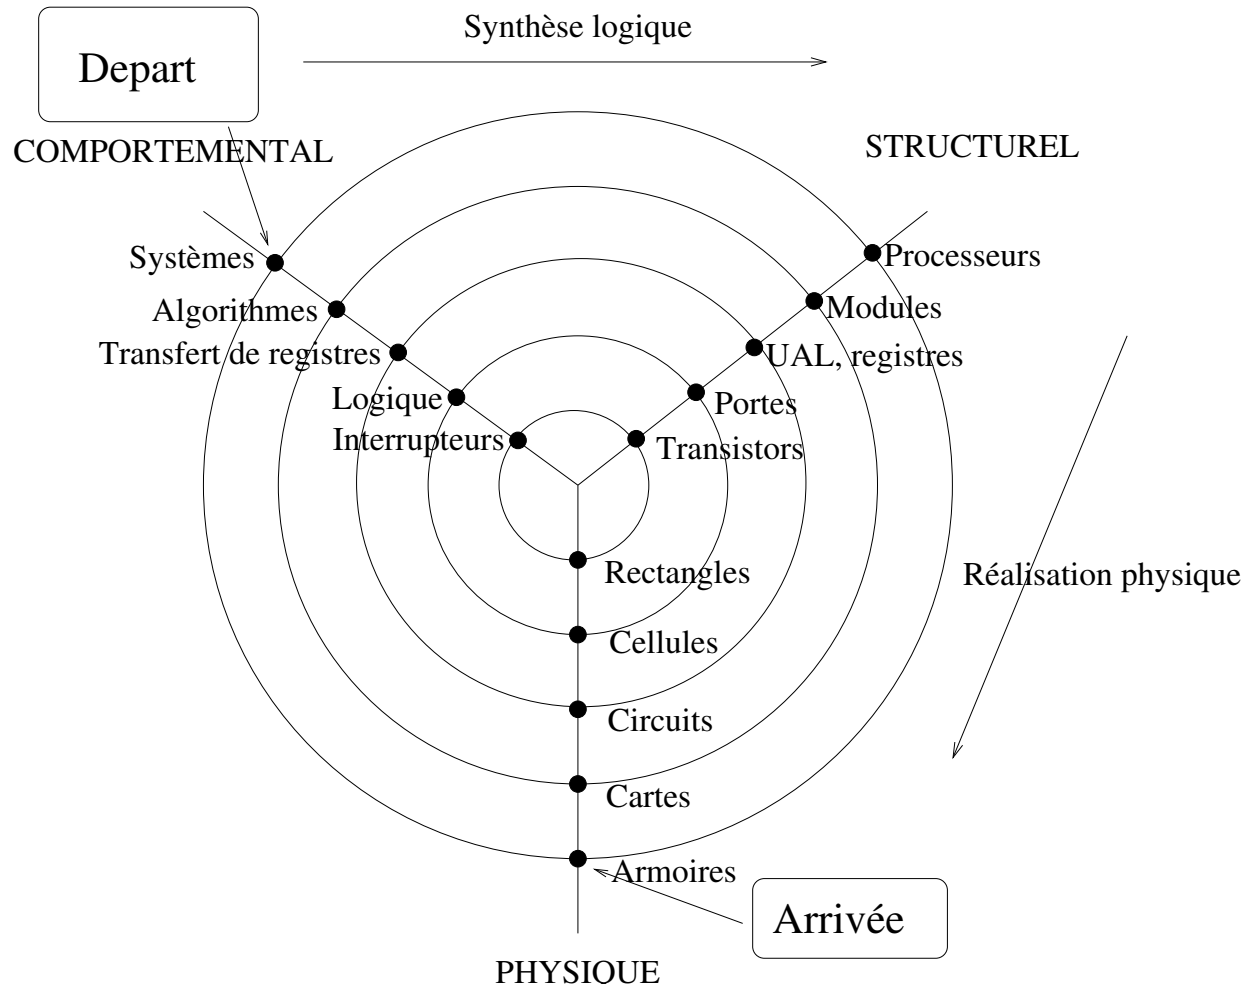 Synthèse logique
Depart
COMPORTEMENTAL
STRUCTUREL
Systèmes
Processeurs
Algorithmes
Modules
Transfert de registres
UAL, registres
Logique
Portes
Interrupteurs
Transistors
Rectangles
Réalisation physique
Cellules
Circuits
Cartes
Armoires
Arrivée
PHYSIQUE